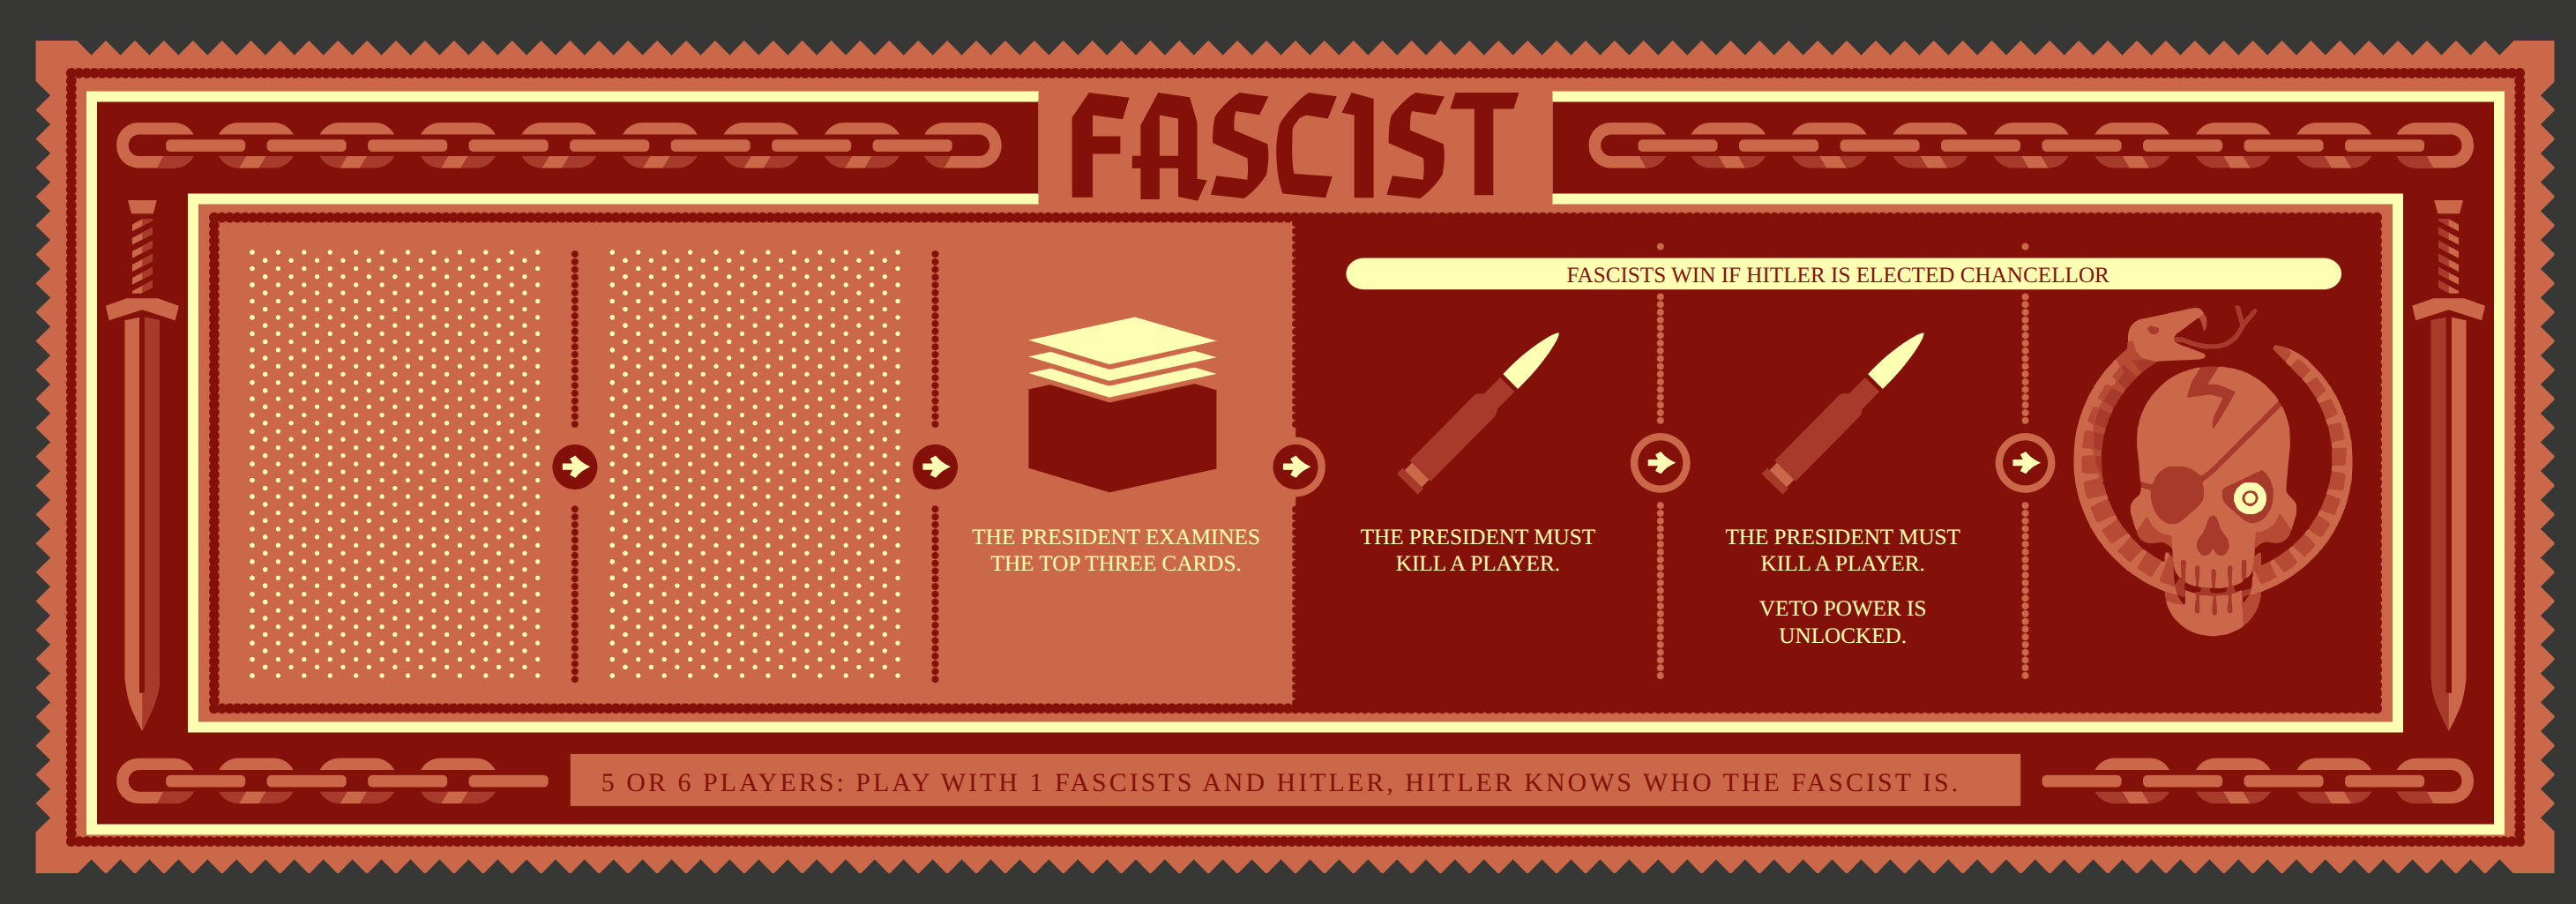 FASCIST
FASCISTS WIN IF HITLER IS ELECTED CHANCELLOR
THE PRESIDENT EXAMINES
THE TOP THREE CARDS.
THE PRESIDENT MUST
KILL A PLAYER.
THE PRESIDENT MUST
KILL A PLAYER.
VETO POWER IS
UNLOCKED.
5 OR 6 PLAYERS: PLAY WITH 1 FASCISTS AND HITLER, HITLER KNOWS WHO THE FASCIST IS.